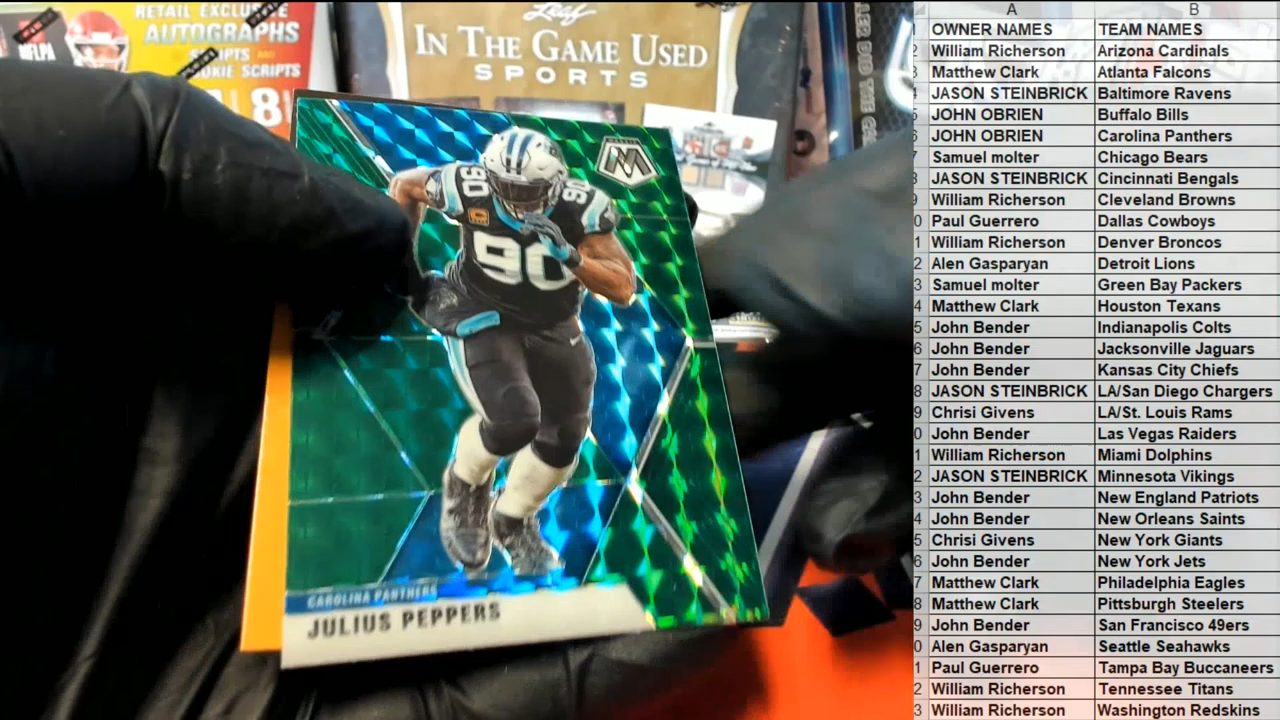 RETAIL EXCLUSIVE
AUTOGRAPHS
SCRIPTS
ROOKIE SCRIPTS
8
NFLPA
Leaf
IN THE GAME USED
SPORTS
90
90
90
M
CAROLINA PANTHERS
JULIUS PEPPERS
A B
OWNER NAMES TEAM NAMES
William Richerson Arizona Cardinals
Matthew Clark Atlanta Falcons
JASON STEINBRICK Baltimore Ravens
JOHN OBRIEN Buffalo Bills
JOHN OBRIEN Carolina Panthers
Samuel molter Chicago Bears
JASON STEINBRICK Cincinnati Bengals
William Richerson Cleveland Browns
Paul Guerrero Dallas Cowboys
William Richerson Denver Broncos
Alen Gasparyan Detroit Lions
Samuel molter Green Bay Packers
Matthew Clark Houston Texans
John Bender Indianapolis Colts
John Bender Jacksonville Jaguars
John Bender Kansas City Chiefs
JASON STEINBRICK LA/San Diego Chargers
Chrisi Givens LA/St. Louis Rams
John Bender Las Vegas Raiders
William Richerson Miami Dolphins
JASON STEINBRICK Minnesota Vikings
John Bender New England Patriots
John Bender New Orleans Saints
Chrisi Givens New York Giants
John Bender New York Jets
Matthew Clark Philadelphia Eagles
Matthew Clark Pittsburgh Steelers
John Bender San Francisco 49ers
Alen Gasparyan Seattle Seahawks
Paul Guerrero Tampa Bay Buccaneers
William Richerson Tennessee Titans
William Richerson Washington Redskins